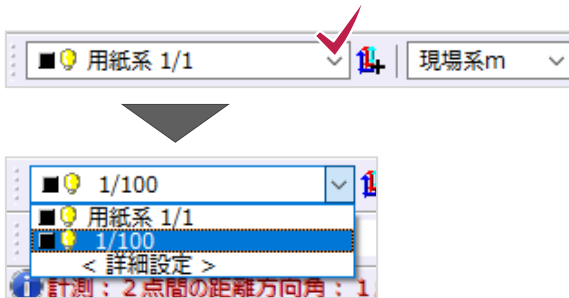 用紙系 1/1
現場系m
1/100
用紙系 1/1
1/100
< 詳細設定 >
計測：２点間の距離方向角：１